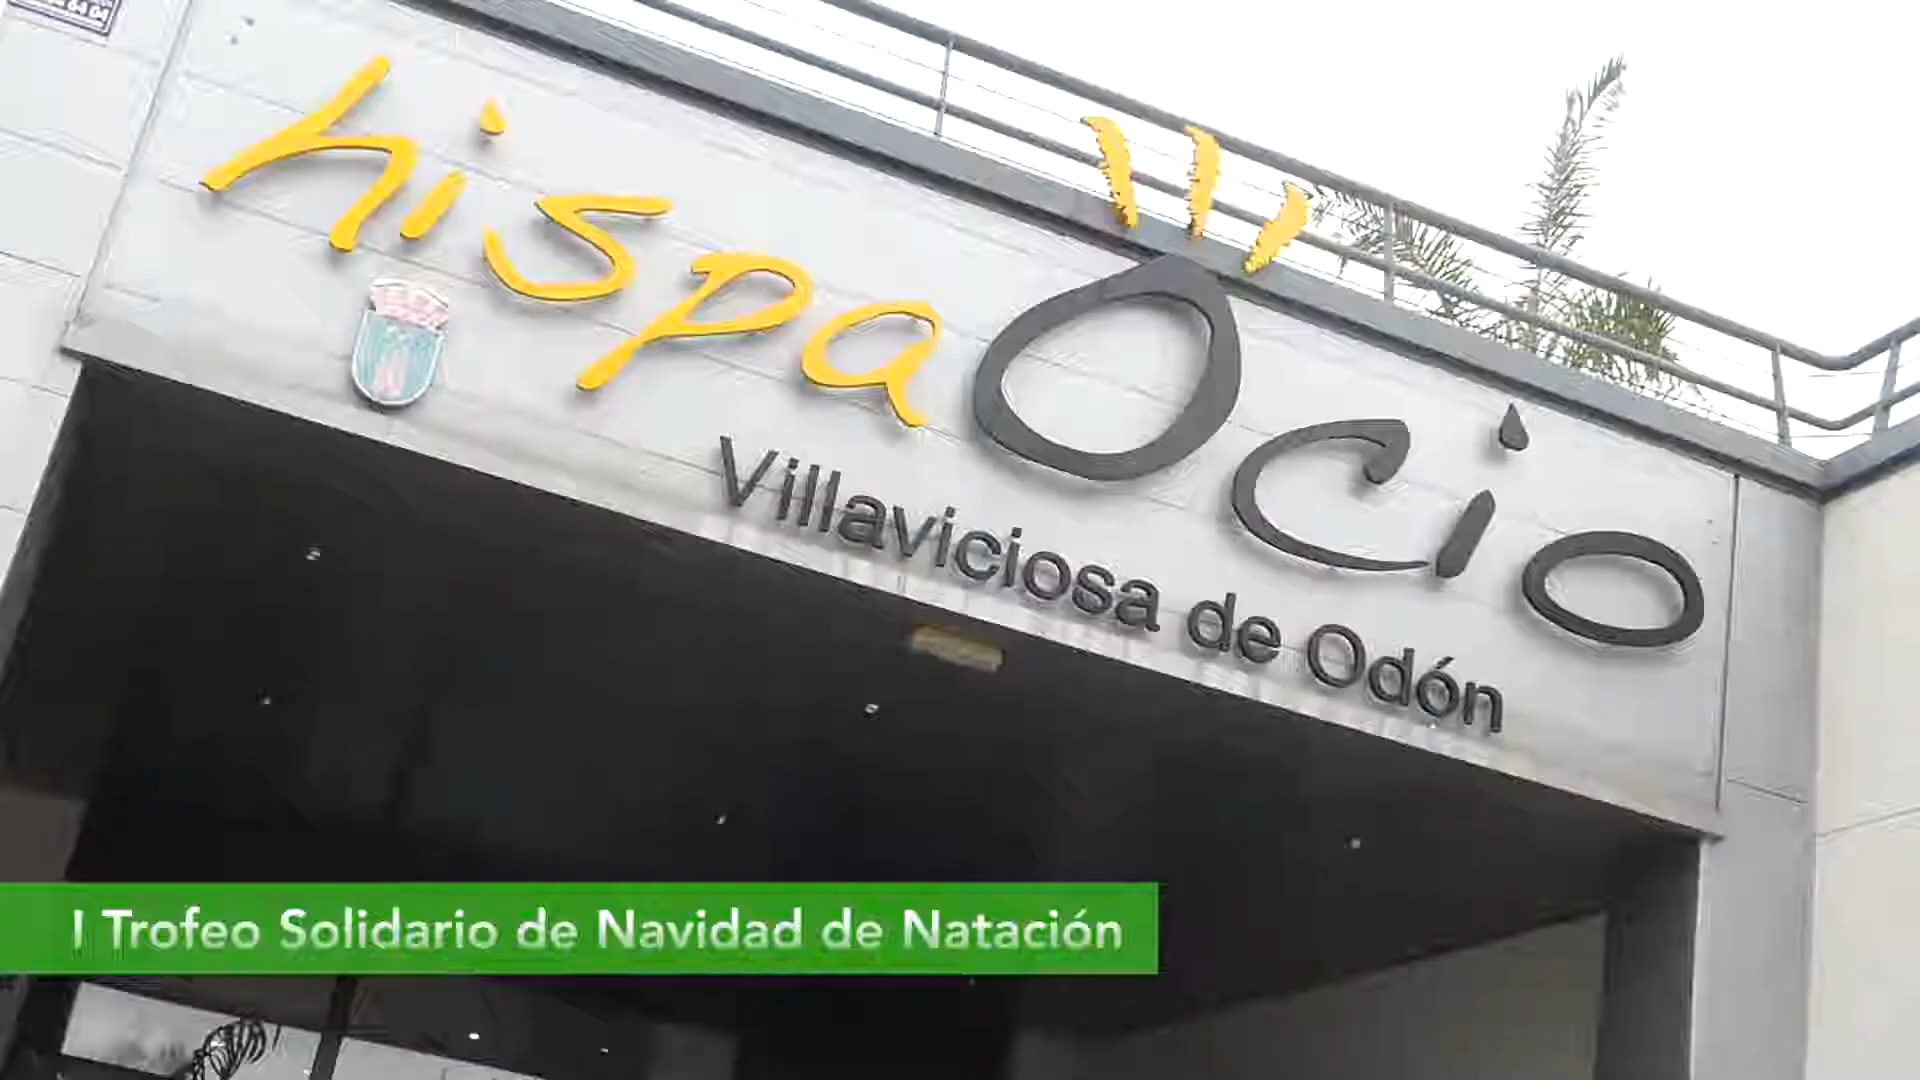 hispaOcio
Villaviciosa de Odón
I Trofeo Solidario de Navidad de Natación